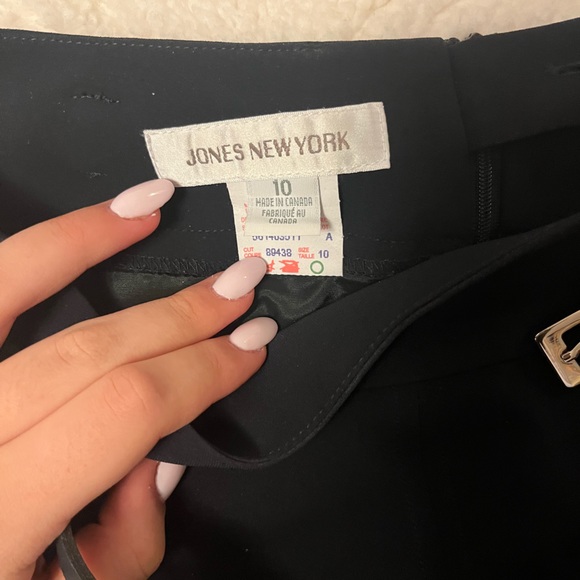 JONES NEW YORK
10
MADE IN CANADA
FABRIQUÉ AU
CANADA
A
CUT
COUPE 89438 SIZE
TAILLE 10